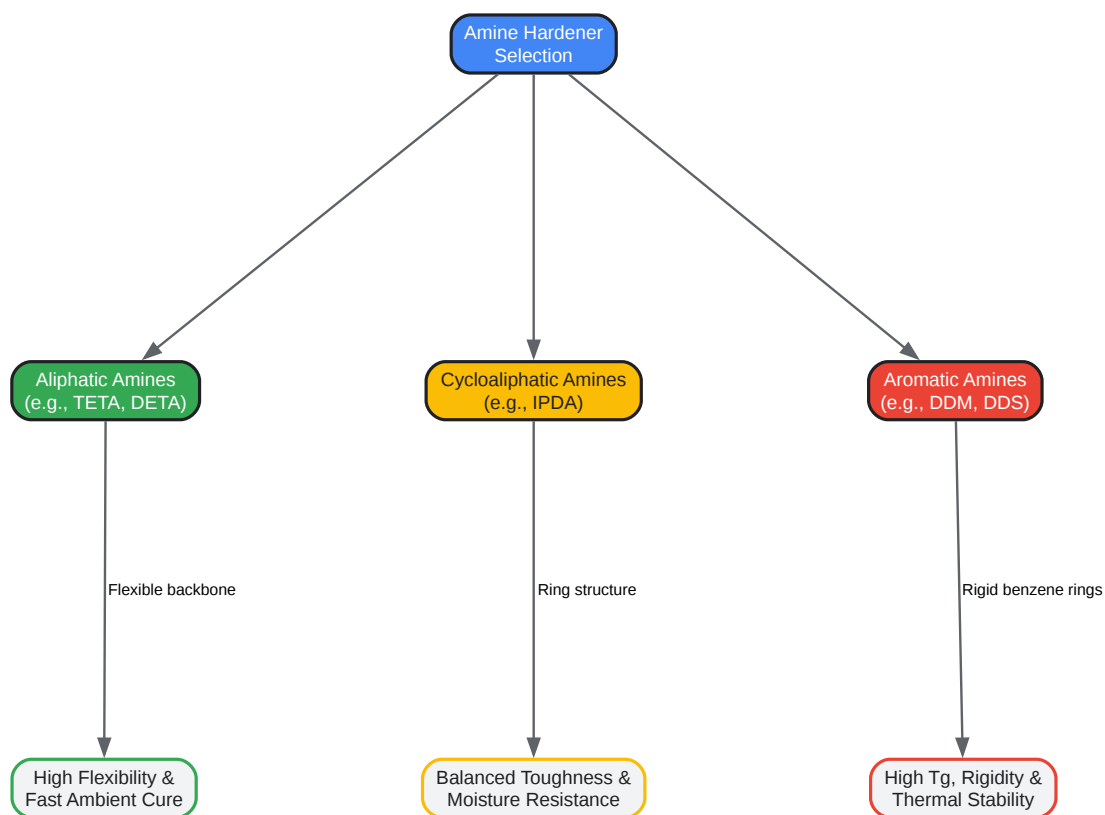 Amine Hardener
Selection
Aliphatic Amines
(e.g., TETA, DETA)
Cycloaliphatic Amines
(e.g., IPDA)
Aromatic Amines
(e.g., DDM, DDS)
Flexible backbone
Ring structure
Rigid benzene rings
High Flexibility &
Fast Ambient Cure
Balanced Toughness &
Moisture Resistance
High Tg, Rigidity &
Thermal Stability